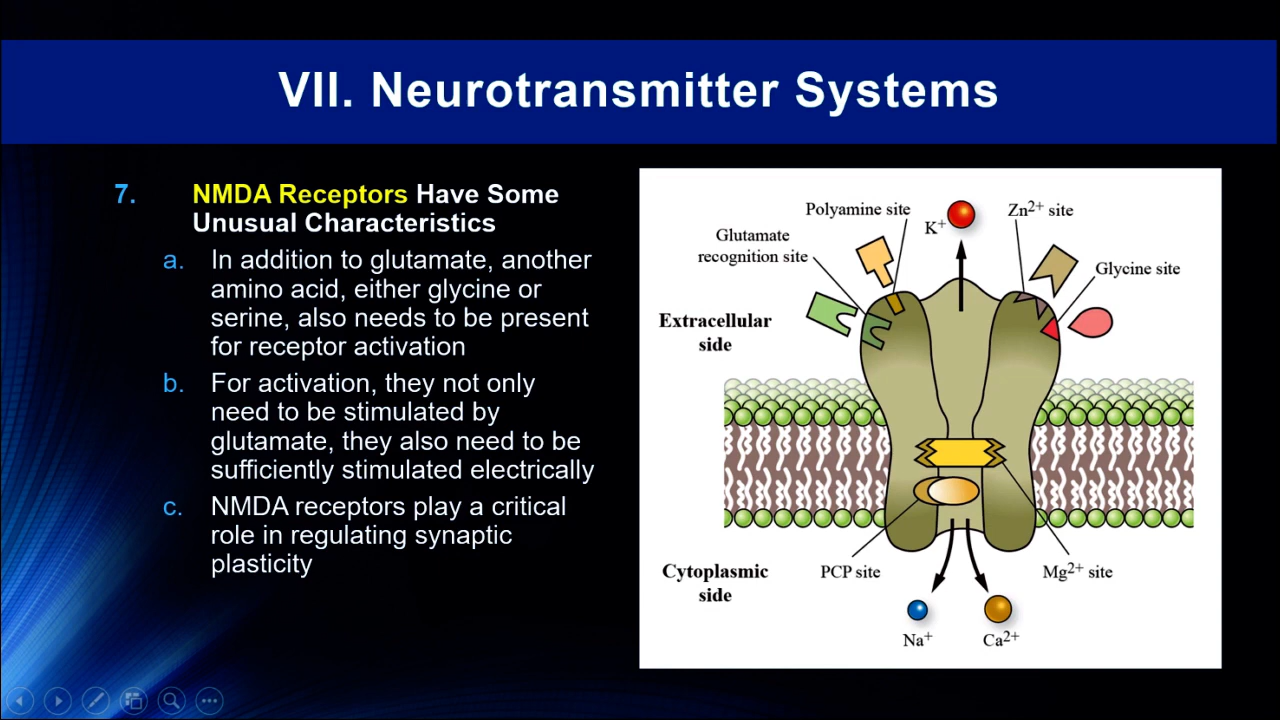 VII. Neurotransmitter Systems
7. NMDA Receptors Have Some
Unusual Characteristics
a. In addition to glutamate, another
amino acid, either glycine or
serine, also needs to be present
for receptor activation
b. For activation, they not only
need to be stimulated by
glutamate, they also need to be
sufficiently stimulated electrically
c. NMDA receptors play a critical
role in regulating synaptic
plasticity
Polyamine site
K+
Zn2+ site
Glutamate
recognition site
Glycine site
Extracellular
side
Cytoplasmic
side
PCP site
Mg2+ site
Na+
Ca2+